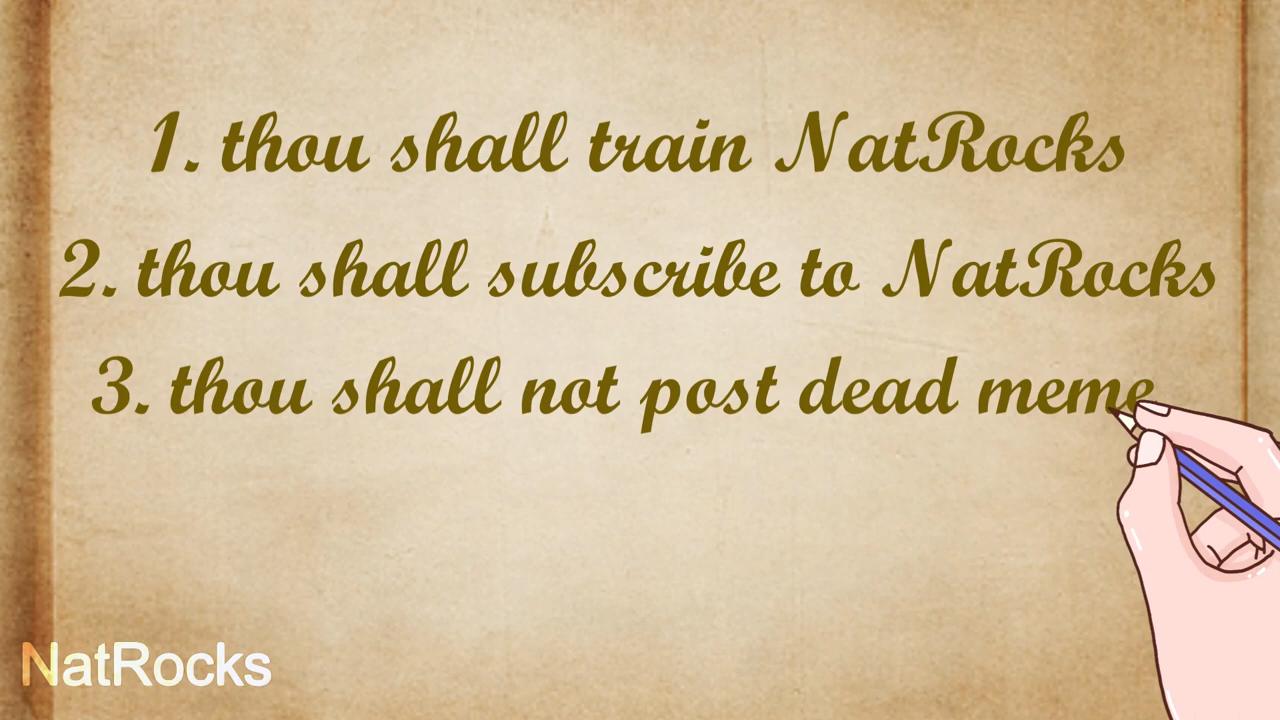 1. thou shall train NatRocks
2. thou shall subscribe to NatRocks
3. thou shall not post dead meme
NatRocks